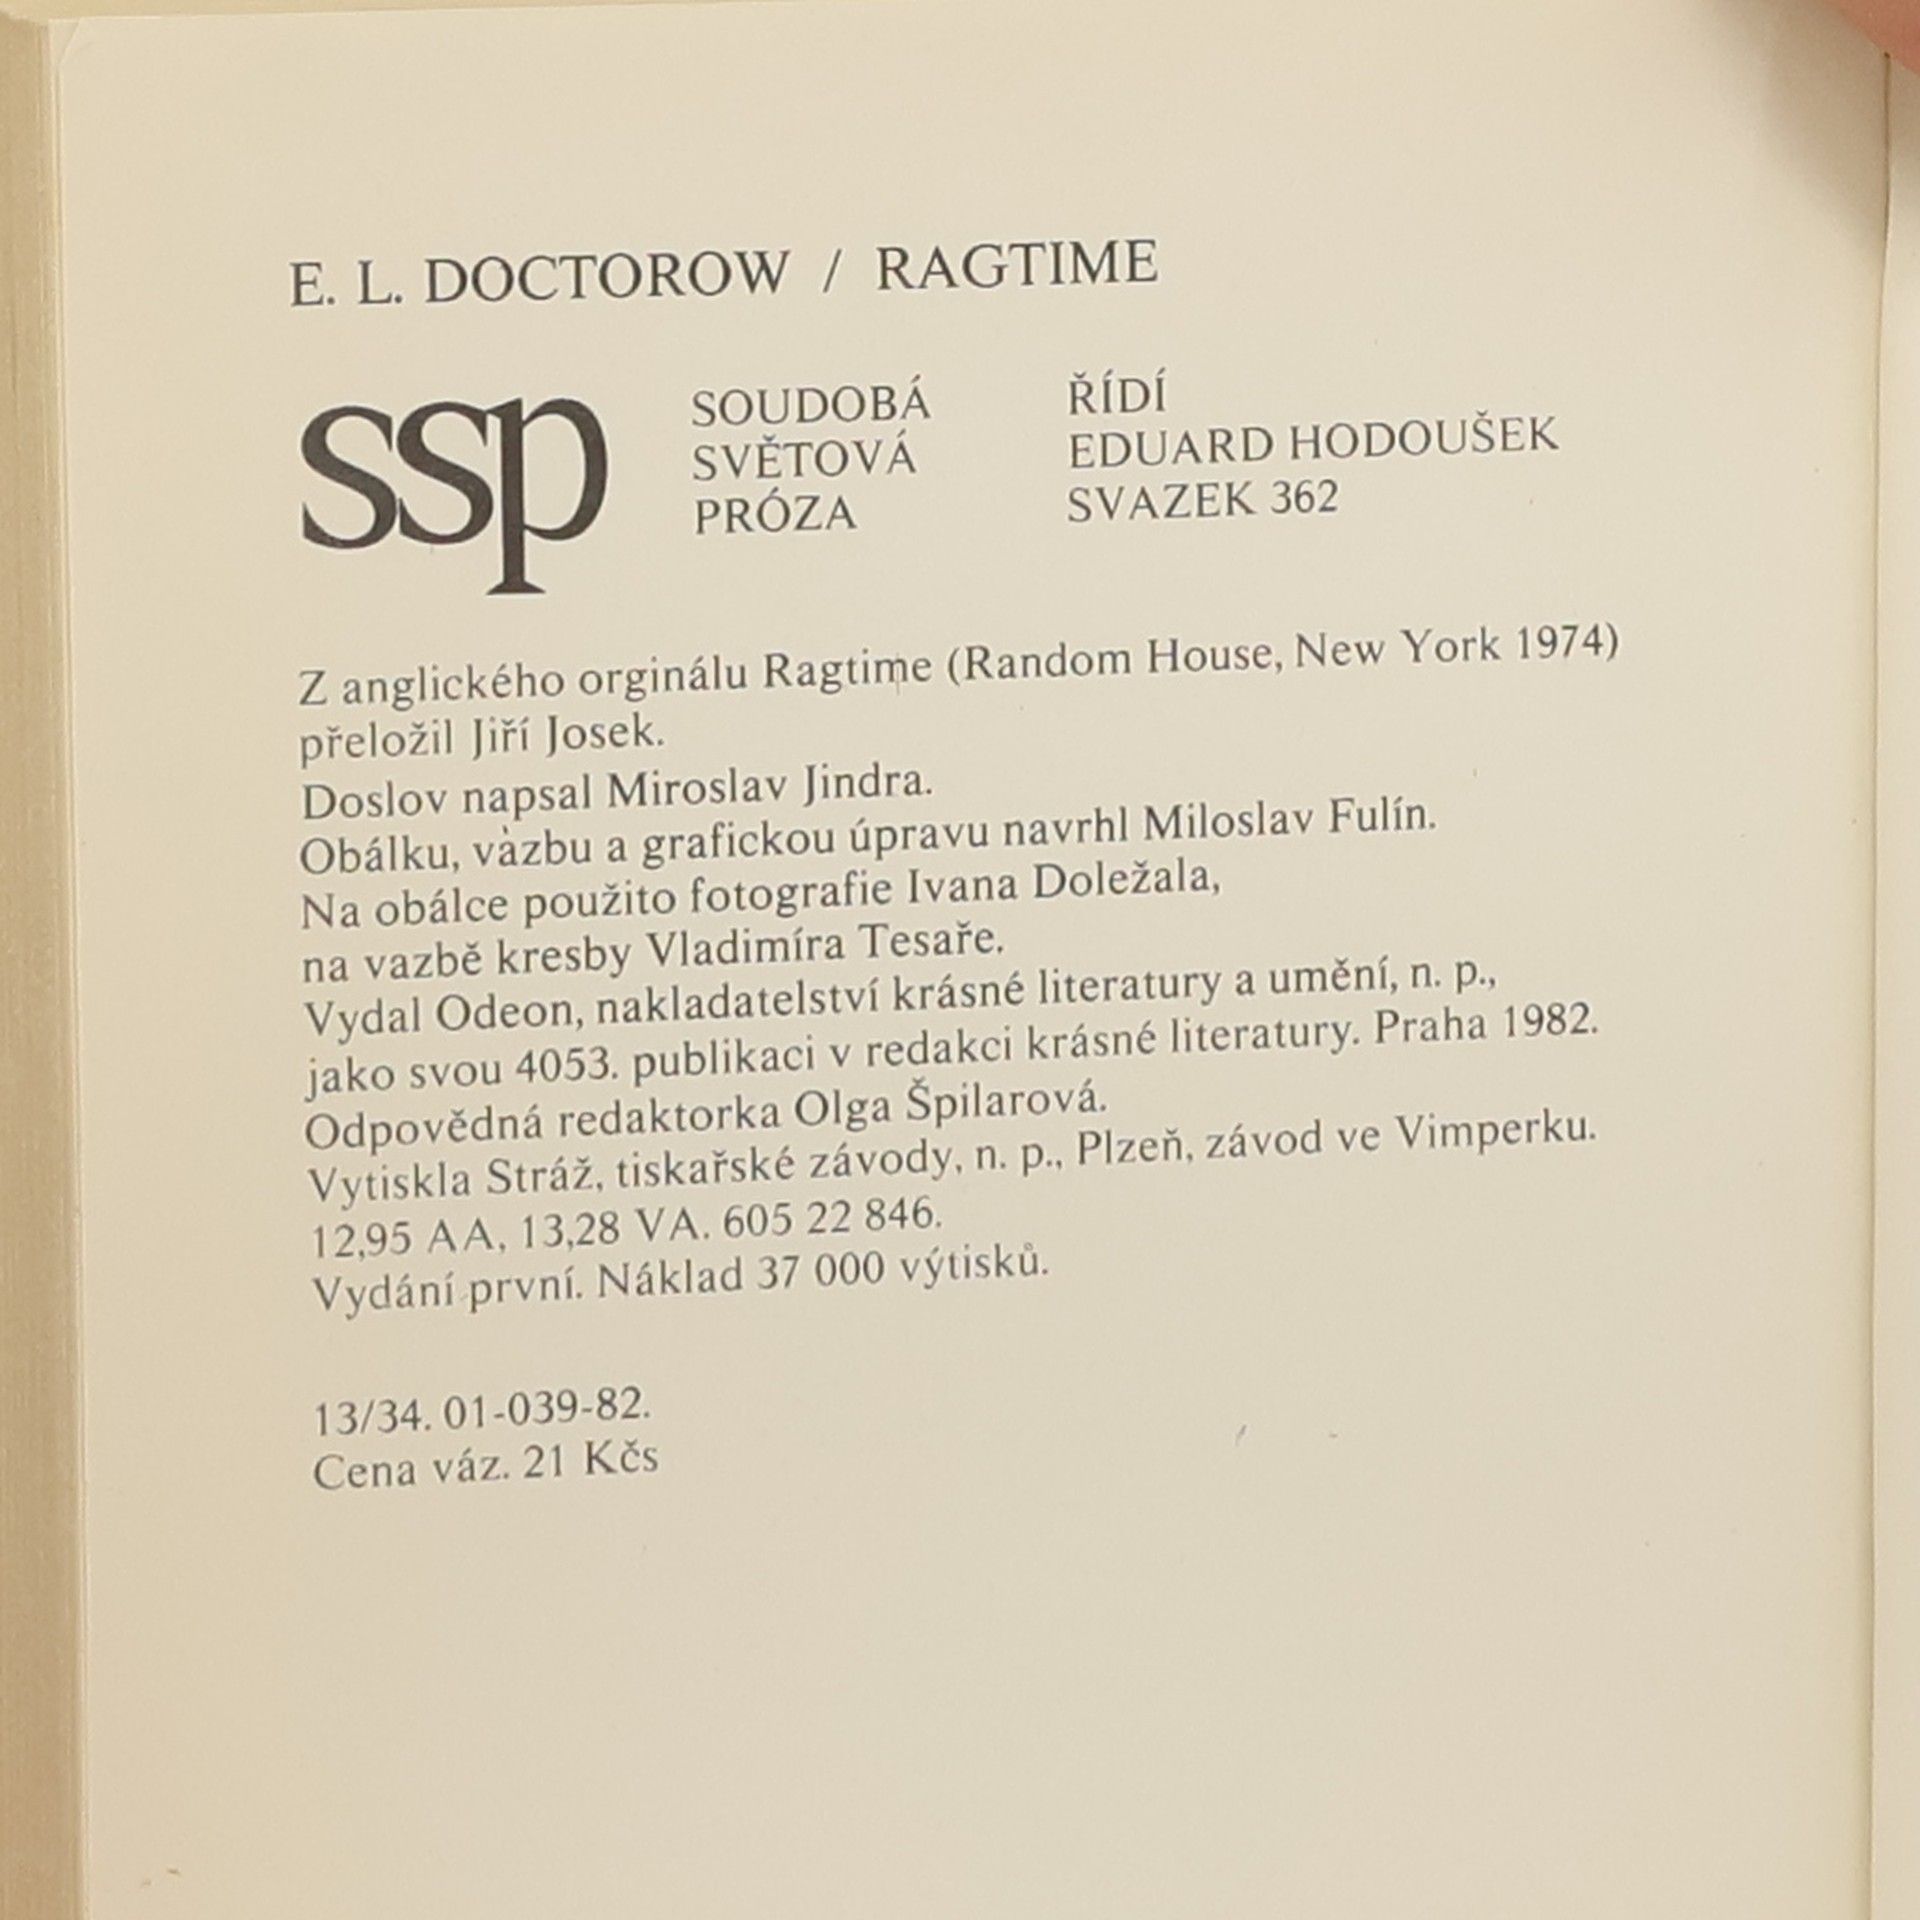 E. L. DOCTOROW / RAGTIME
ssp
SOUDOBÁ
SVĚTOVÁ
PRÓZA
ŘÍDÍ
EDUARD HODOUŠEK
SVAZEK 362
Z anglického orginálu Ragtime (Random House, New York 1974)
přeložil Jiří Josek.
Doslov napsal Miroslav Jindra.
Obálku, vàzbu a grafickou úpravu navrhl Miloslav Fulín.
Na obálce použito fotografie Ivana Doležala,
na vazbě kresby Vladimíra Tesaře.
Vydal Odeon, nakladatelství krásné literatury a umění, n. p.,
jako svou 4053. publikaci v redakci krásné literatury. Praha 1982.
Odpovědná redaktorka Olga Špilarová.
Vytiskla Stráž, tiskařské závody, n. p., Plzeň, závod ve Vimperku.
12,95 AA, 13,28 VA. 605 22 846.
Vydání první. Náklad 37 000 výtisků.
13/34. 01-039-82.
Cena váz. 21 Kčs